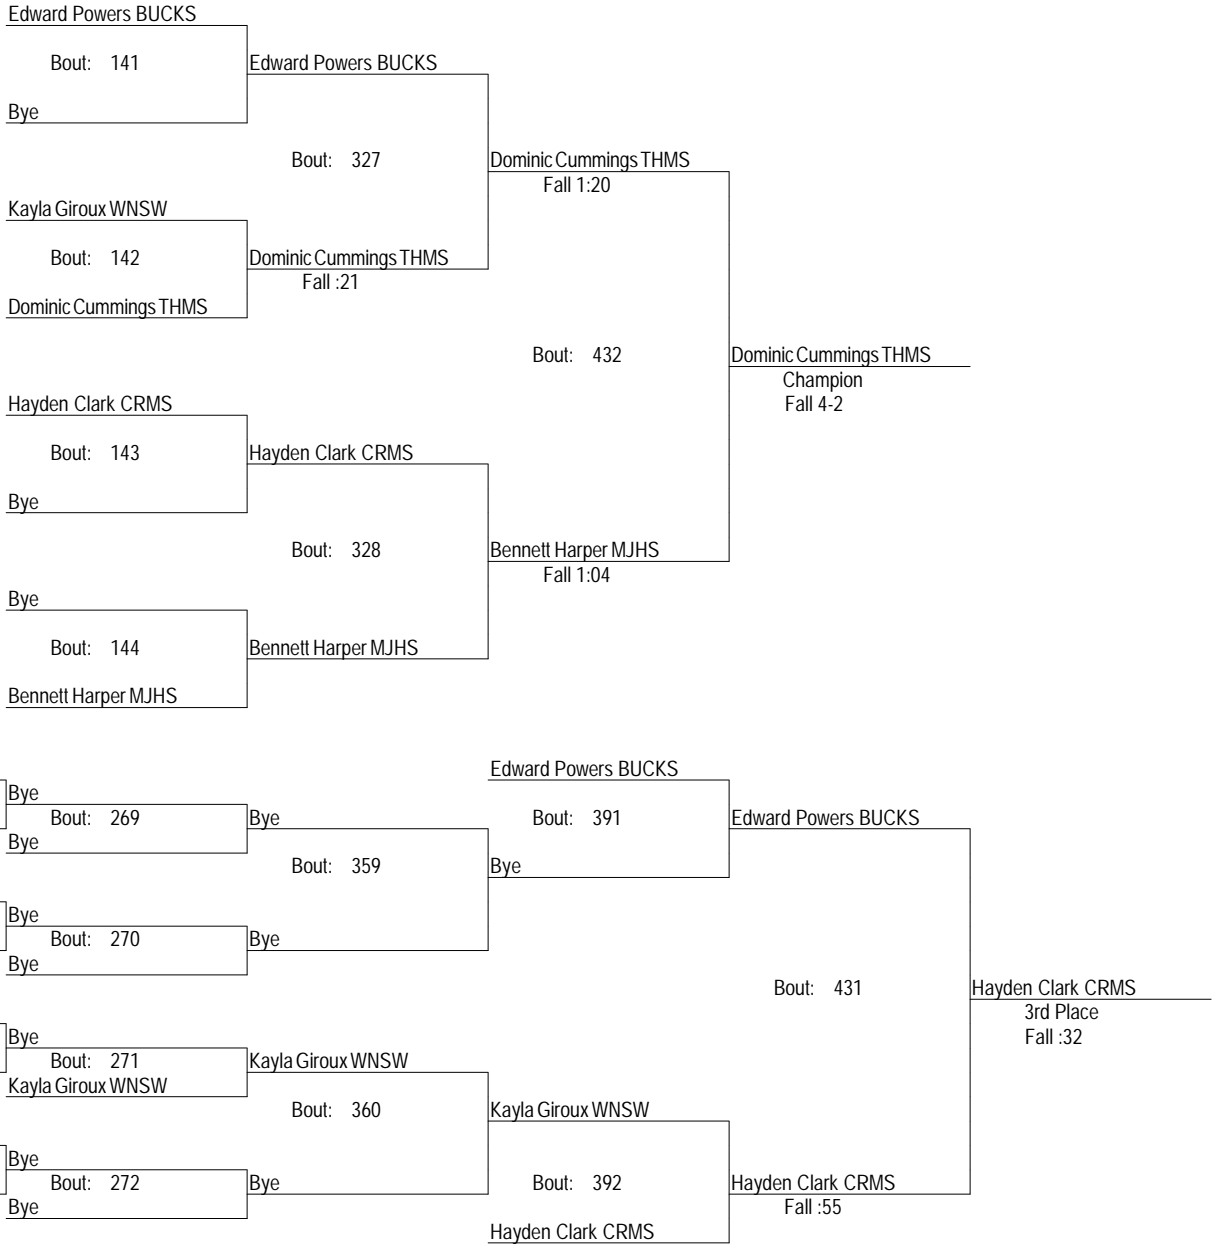 Edward Powers BUCKS
Bout: 141 Edward Powers BUCKS
Bye
Bout: 327 Dominic Cummings THMS
Fall 1:20
Kayla Giroux WNSW
Bout: 142 Dominic Cummings THMS
Fall :21
Dominic Cummings THMS
Bout: 432 Dominic Cummings THMS
Champion
Fall 4-2
Hayden Clark CRMS
Bout: 143 Hayden Clark CRMS
Bye
Bout: 328 Bennett Harper MJHS
Fall 1:04
Bye
Bout: 144 Bennett Harper MJHS
Bennett Harper MJHS
Edward Powers BUCKS
Bye
Bout: 269 Bye Bout: 391 Edward Powers BUCKS
Bye
Bout: 359 Bye
Bye
Bout: 270 Bye
Bye
Bout: 431 Hayden Clark CRMS
3rd Place
Fall :32
Bye
Bout: 271 Kayla Giroux WNSW
Kayla Giroux WNSW
Bout: 360 Kayla Giroux WNSW
Bye
Bout: 272 Bye Bout: 392 Hayden Clark CRMS
Fall :55
Bye
Hayden Clark CRMS